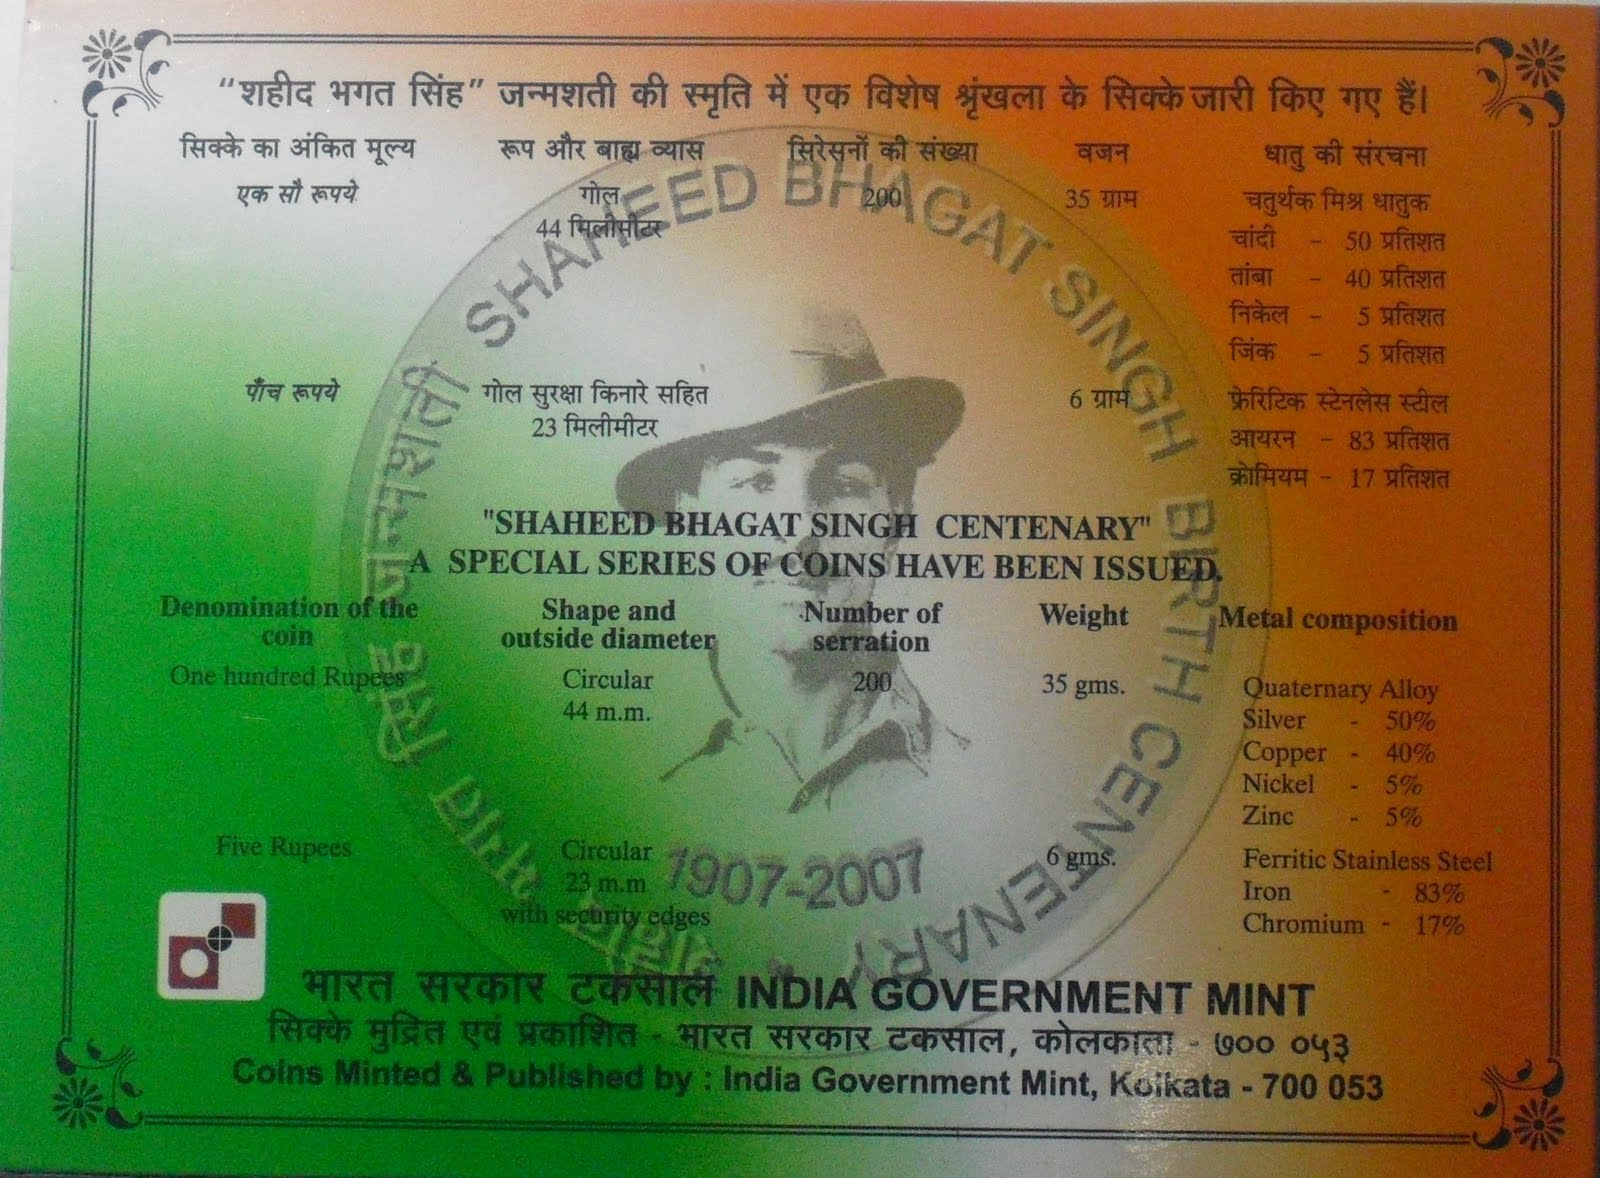 “शहीद भगत सिंह” जन्मशती की स्मृति में एक विशेष श्रृंखला के सिक्के जारी किए गए हैं।
सिक्के का अंकित मूल्य रूप और बाह्य व्यास सिरेसनों की संख्या वजन धातु की संरचना
एक सौ रूपये गोल 200 35 ग्राम चतुर्थक मिश्र धातुक
44 मिलीमीटर चांदी - 50 प्रतिशत
तांबा - 40 प्रतिशत
निकेल - 5 प्रतिशत
जिंक - 5 प्रतिशत
पाँच रूपये गोल सुरक्षा किनारे सहित 6 ग्राम फ्रेरिटिक स्टेनलेस स्टील
23 मिलीमीटर आयरन - 83 प्रतिशत
क्रोमियम - 17 प्रतिशत
"SHAHEED BHAGAT SINGH CENTENARY"
A SPECIAL SERIES OF COINS HAVE BEEN ISSUED.
Denomination of the Shape and Number of Weight Metal composition
coin outside diameter serration
One hundred Rupees Circular 200 35 gms. Quaternary Alloy
44 m.m. Silver - 50%
Copper - 40%
Nickel - 5%
Zinc - 5%
Five Rupees Circular 6 gms. Ferritic Stainless Steel
23 m.m Iron - 83%
with security edges Chromium - 17%
शहीद भगत सिंह जन्मशती SHAHEED BHAGAT SINGH BIRTH CENTENARY
1907-2007
भारत सरकार टकसाल INDIA GOVERNMENT MINT
सिक्के मुद्रित एवं प्रकाशित - भारत सरकार टकसाल, कोलकाता - ७०० ०५३
Coins Minted & Published by : India Government Mint, Kolkata - 700 053